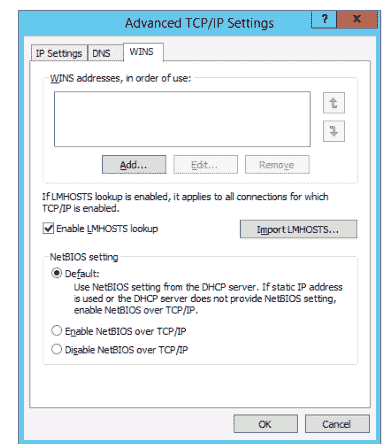 Advanced TCP/IP Settings
? x
IP Settings DNS WINS
WINS addresses, in order of use:
Add... Edit... Remove
If LMHOSTS lookup is enabled, it applies to all connections for which
TCP/IP is enabled.
Enable LMHOSTS lookup Import LMHOSTS...
NetBIOS setting
Default:
Use NetBIOS setting from the DHCP server. If static IP address
is used or the DHCP server does not provide NetBIOS setting,
enable NetBIOS over TCP/IP.
Enable NetBIOS over TCP/IP
Disable NetBIOS over TCP/IP
OK Cancel